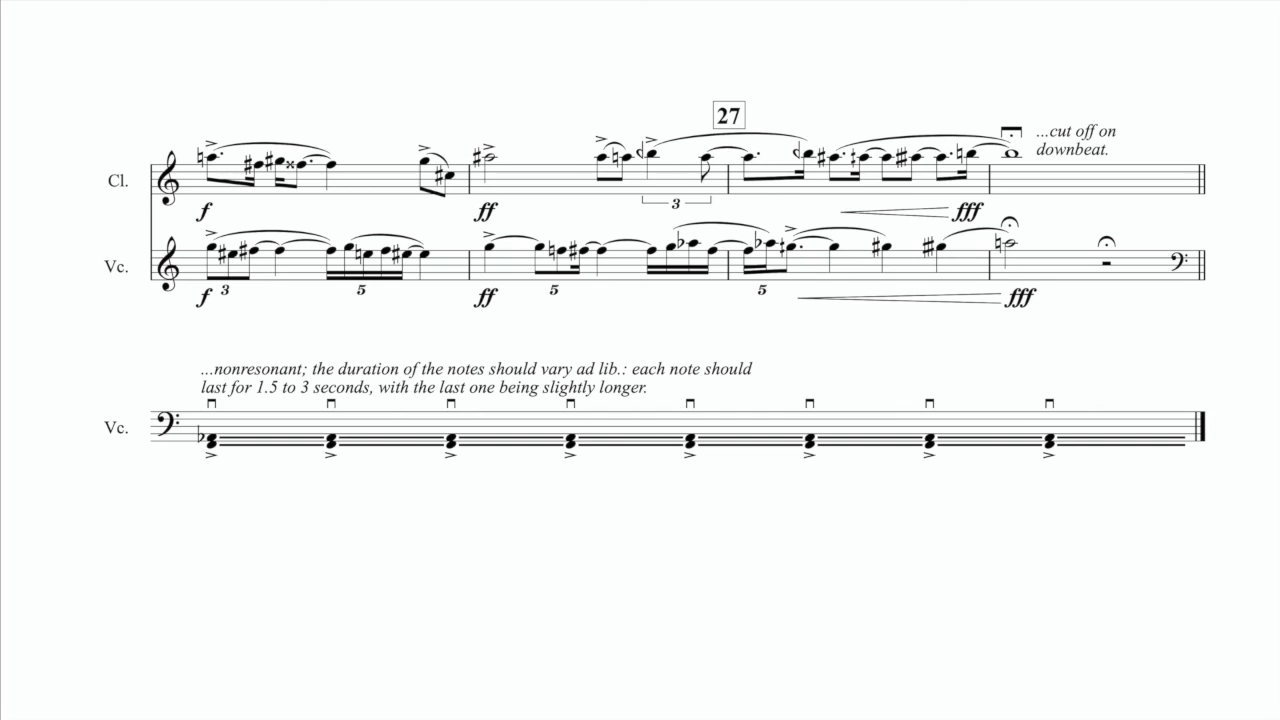 27
...cut off on
downbeat.
Cl.
3
f
ff
fff
Vc.
3
5
5
5
f
ff
fff
...nonresonant; the duration of the notes should vary ad lib.: each note should
last for 1.5 to 3 seconds, with the last one being slightly longer.
Vc.